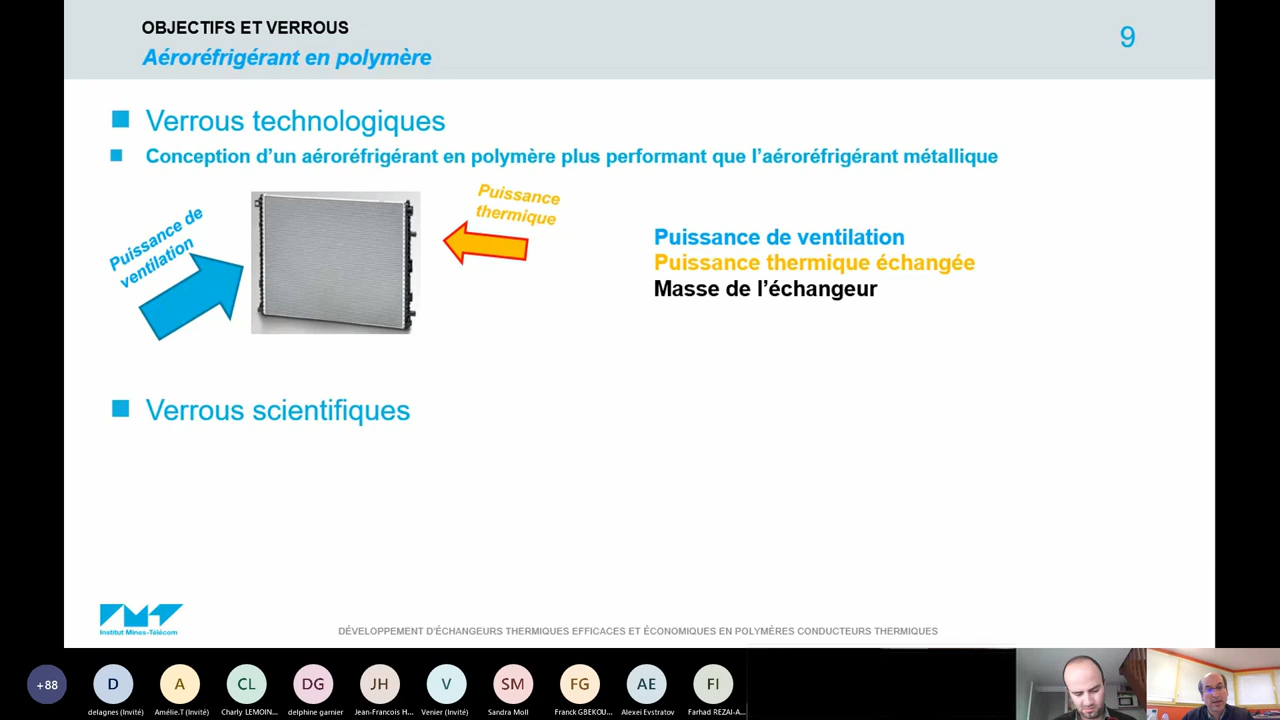 OBJECTIFS ET VERROUS
Aéroréfrigérant en polymère
9
Verrous technologiques
Conception d’un aéroréfrigérant en polymère plus performant que l’aéroréfrigérant métallique
Puissance de
ventilation
Puissance
thermique
Puissance de ventilation
Puissance thermique échangée
Masse de l’échangeur
Verrous scientifiques
Institut Mines-Télécom
DÉVELOPPEMENT D’ÉCHANGEURS THERMIQUES EFFICACES ET ÉCONOMIQUES EN POLYMÈRES CONDUCTEURS THERMIQUES
+88
D
A
CL
DG
JH
V
SM
FG
AE
FI
delagnes (Invité)
Amélie.T (Invité)
Charly LEMOIN...
delphine garnier
Jean-Francois H...
Venier (Invité)
Sandra Moll
Franck GBEKOU...
Alexei Evstratov
Farhad REZAI-A...